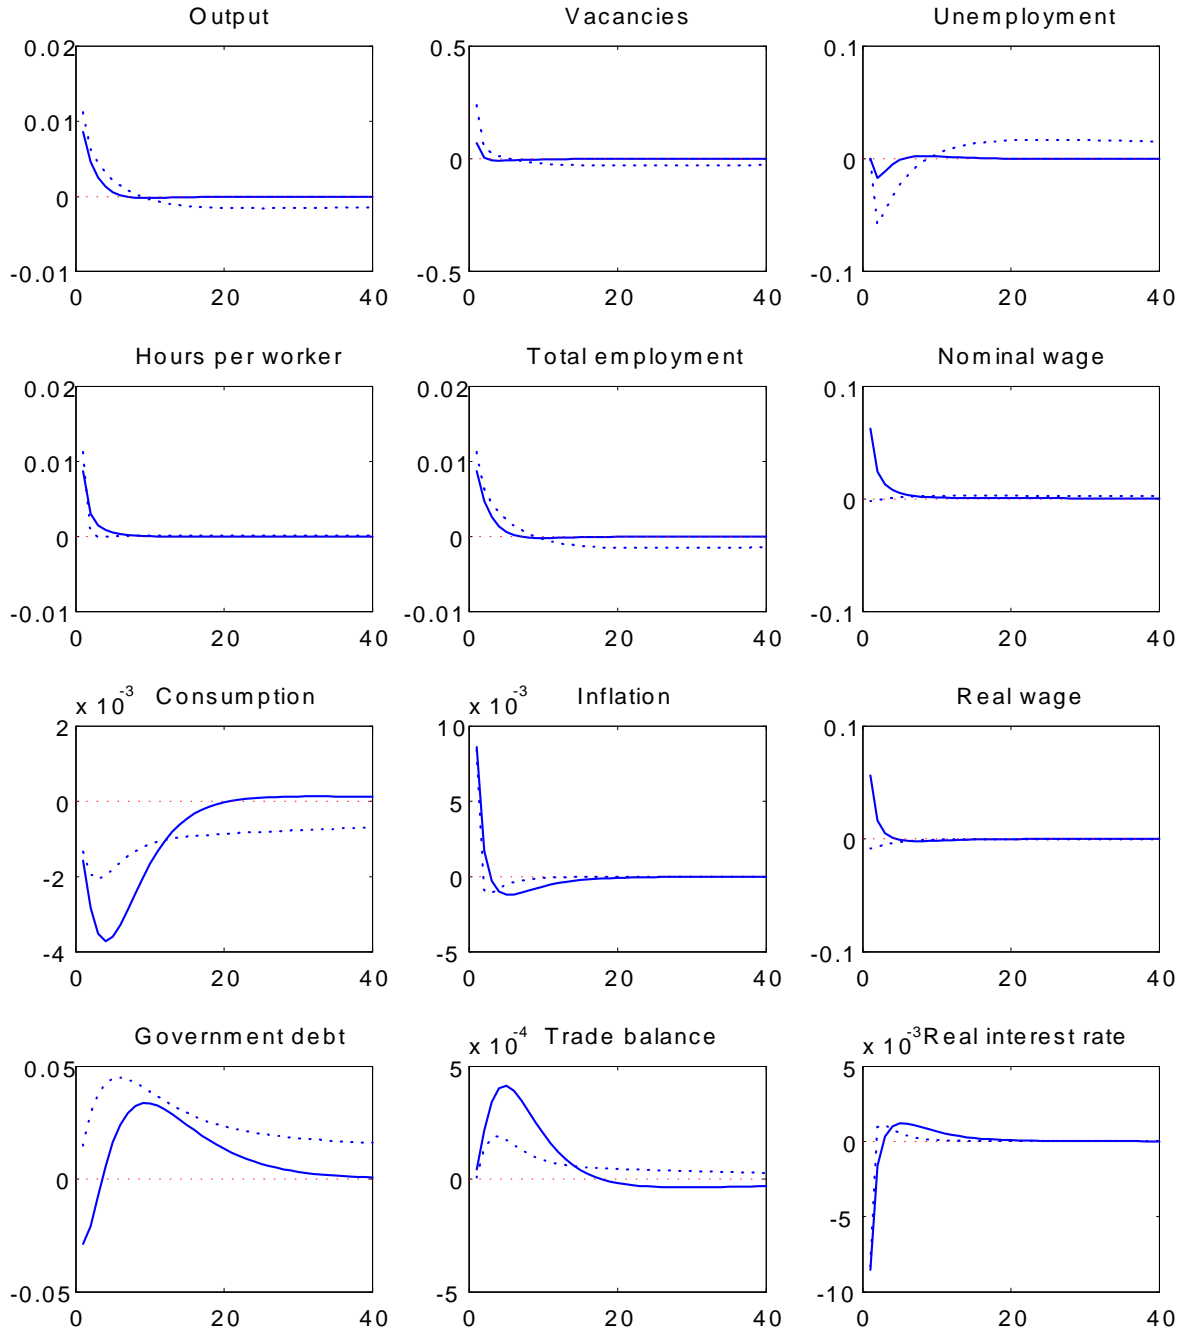 Output Vacancies Unemployment
0.02 0.5 0.1
0.01 0 0
0
-0.01 -0.5 -0.1
0 20 40 0 20 40 0 20 40
Hours per worker Total employment Nominal wage
0.02 0.02 0.1
0.01 0.01 0
0 0
-0.01 -0.01 -0.1
0 20 40 0 20 40 0 20 40
x 10-3 Consumption x 10-3 Inflation Real wage
2 10 0.1
0 5 0
-2 0
-4 -5 -0.1
0 20 40 0 20 40 0 20 40
Government debt x 10-4 Trade balance x 10-3 Real interest rate
0.05 5 5
0 0 0
-5
-0.05 -5 -10
0 20 40 0 20 40 0 20 40